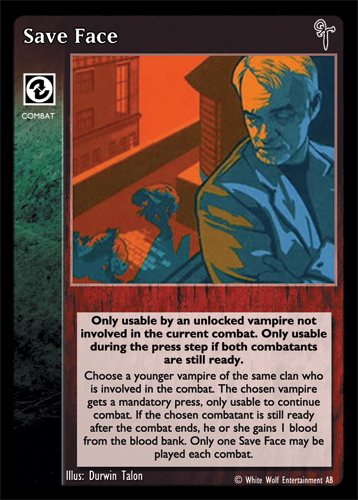 Save Face
COMBAT
Only usable by an unlocked vampire not
involved in the current combat. Only usable
during the press step if both combatants
are still ready.
Choose a younger vampire of the same clan who
is involved in the combat. The chosen vampire
gets a mandatory press, only usable to continue
combat. If the chosen combatant is still ready
after the combat ends, he or she gains 1 blood
from the blood bank. Only one Save Face may be
played each combat.
Illus: Durwin Talon
© White Wolf Entertainment AB